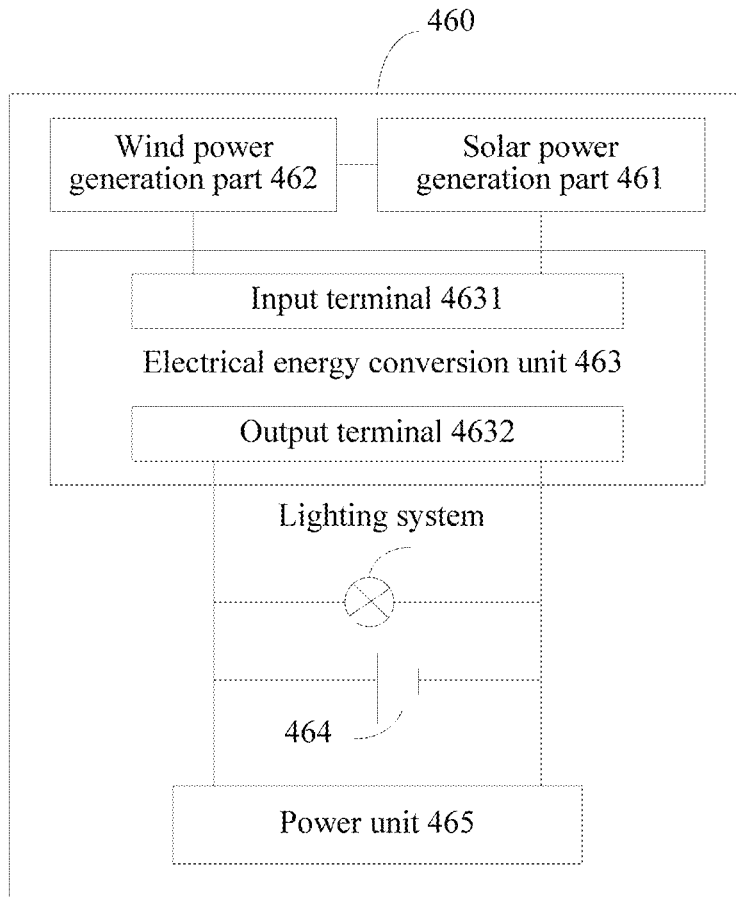 460
Wind power
generation part 462
Solar power
generation part 461
Input terminal 4631
Electrical energy conversion unit 463
Output terminal 4632
Lighting system
464
Power unit 465